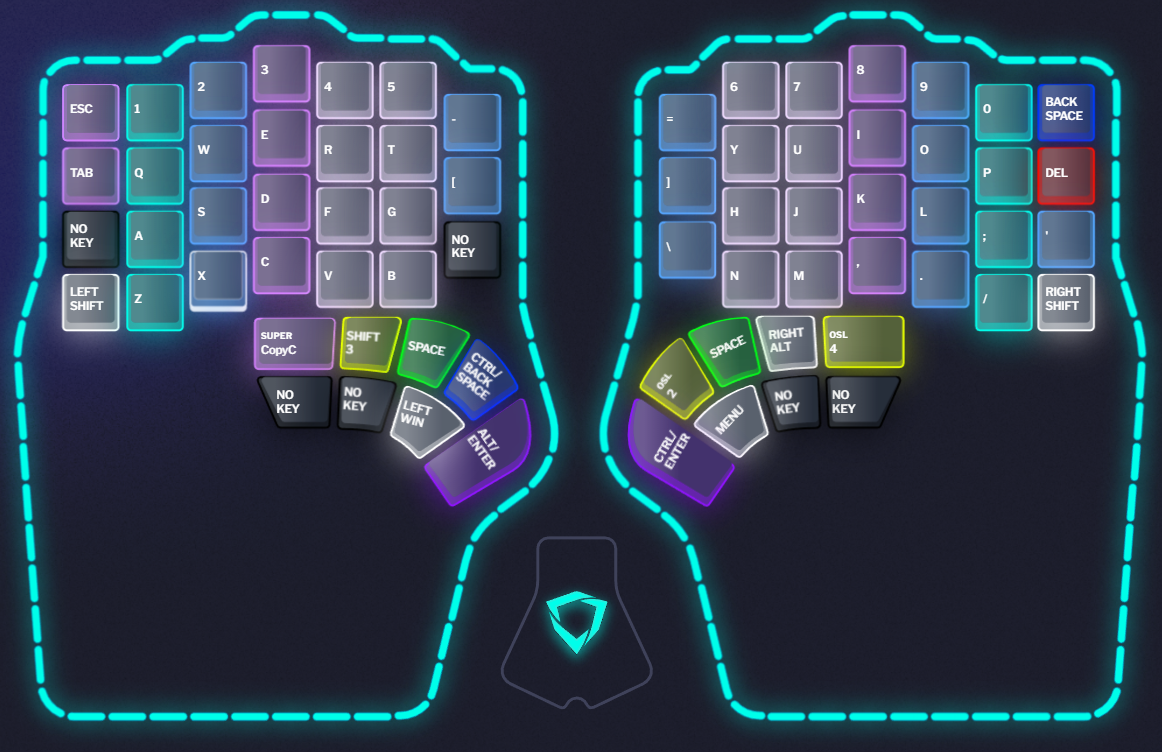 ESC
1
2
3
4
5
-
TAB
Q
W
E
R
T
[
NO
KEY
A
S
D
F
G
NO
KEY
LEFT
SHIFT
Z
X
C
V
B
SUPER
CopyC
SHIFT
3
SPACE
CTRL/
BACK
SPACE
NO
KEY
NO
KEY
LEFT
WIN
ALT/
ENTER
=
6
7
8
9
0
BACK
SPACE
]
Y
U
I
O
P
DEL
\
H
J
K
L
;
'
N
M
,
.
/
RIGHT
SHIFT
OSL
2
SPACE
RIGHT
ALT
OSL
4
CTRL/
ENTER
MENU
NO
KEY
NO
KEY